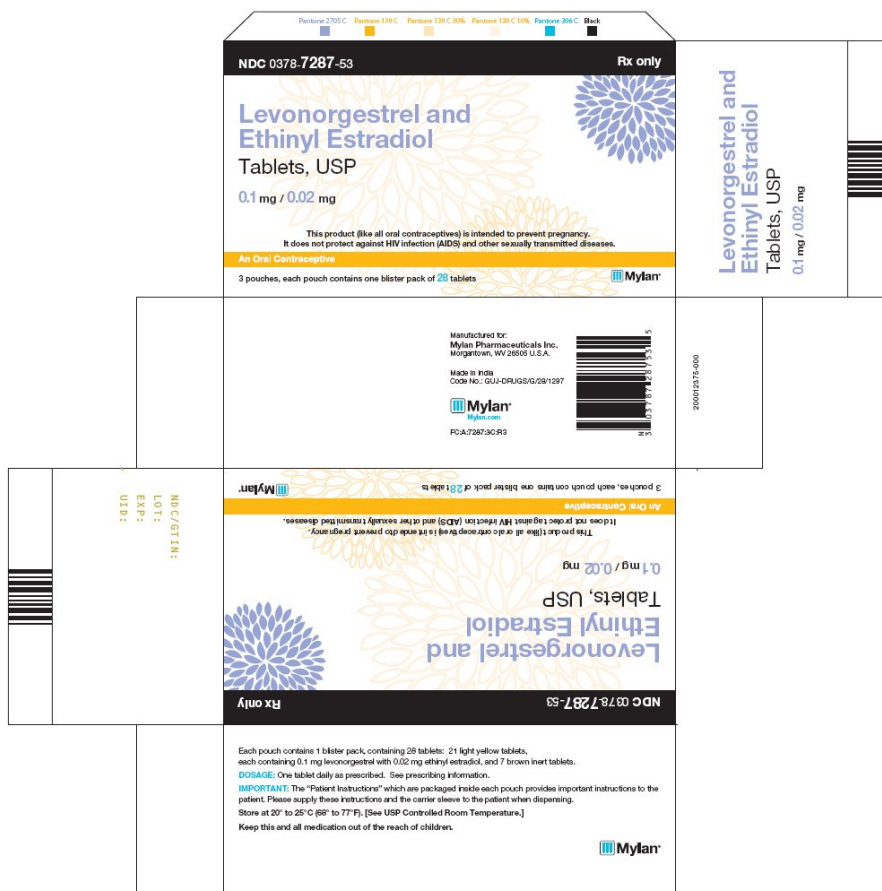 Pantone 2705 C Pantone 130 C Pantone 130 C 30% Pantone 130 C 10% Pantone 306 C Black
NDC 0378-7287-53 Rx only
Levonorgestrel and
Ethinyl Estradiol
Tablets, USP
0.1 mg / 0.02 mg
This product (like all oral contraceptives) is intended to prevent pregnancy.
It does not protect against HIV infection (AIDS) and other sexually transmitted diseases.
An Oral Contraceptive
3 pouches, each pouch contains one blister pack of 28 tablets
Mylan
Levonorgestrel and
Ethinyl Estradiol
Tablets, USP
0.1 mg / 0.02 mg
Manufactured for:
Mylan Pharmaceuticals Inc.
Morgantown, WV 26505 U.S.A.
Made in India
Code No.: GUJ-DRUGS/G/28/1297
Mylan
Mylan.com
FC:A:7287:3C:R3
N
3 0378728753 5
200012375-000
NDC/GTIN:
LOT:
EXP:
UID:
NDC 0378-7287-53 Rx only
Levonorgestrel and
Ethinyl Estradiol
Tablets, USP
0.1 mg / 0.02 mg
This product (like all oral contraceptives) is intended to prevent pregnancy.
It does not protect against HIV infection (AIDS) and other sexually transmitted diseases.
An Oral Contraceptive
3 pouches, each pouch contains one blister pack of 28 tablets
Mylan
Each pouch contains 1 blister pack, containing 28 tablets: 21 light yellow tablets,
each containing 0.1 mg levonorgestrel with 0.02 mg ethinyl estradiol, and 7 brown inert tablets.
DOSAGE: One tablet daily as prescribed. See prescribing information.
IMPORTANT: The “Patient Instructions” which are packaged inside each pouch provides important instructions to the
patient. Please supply these instructions and the carrier sleeve to the patient when dispensing.
Store at 20° to 25°C (68° to 77°F). [See USP Controlled Room Temperature.]
Keep this and all medication out of the reach of children.
Mylan